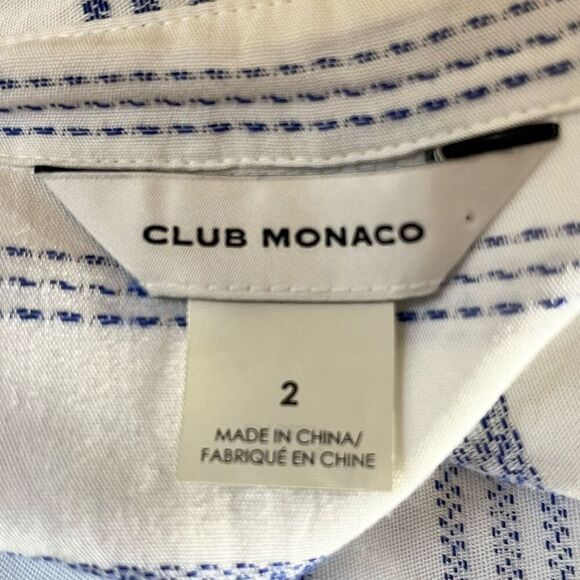 CLUB MONACO
2
MADE IN CHINA/
FABRIQUÉ EN CHINE